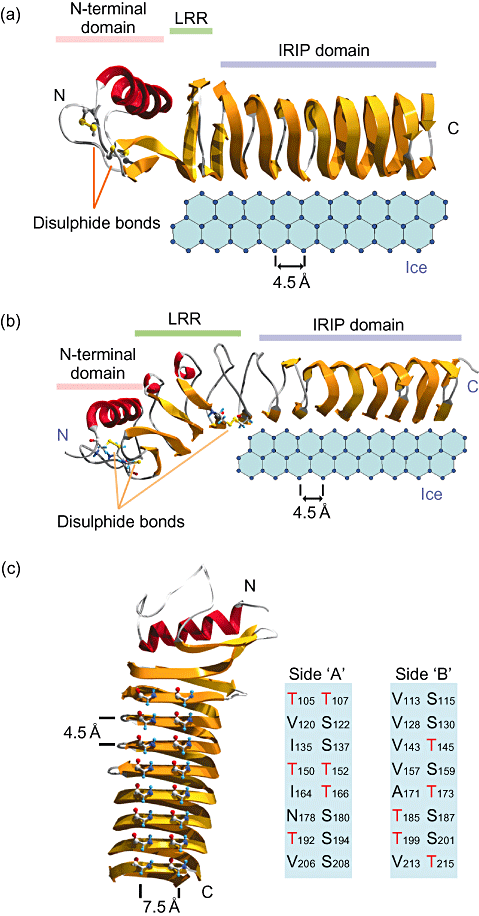 (a)
N-terminal
domain
LRR
IRIP domain
N
C
Disulphide bonds
4.5 Å
Ice
(b)
LRR
IRIP domain
N-terminal
domain
N
C
Disulphide bonds
4.5 Å
Ice
(c)
N
4.5 Å
7.5 Å
C
Side ‘A’ Side ‘B’
T105 T107 V113 S115
V120 S122 V128 S130
I135 S137 V143 T145
T150 T152 V157 S159
I164 T166 A171 T173
N178 S180 T185 S187
T192 S194 T199 S201
V206 S208 V213 T215